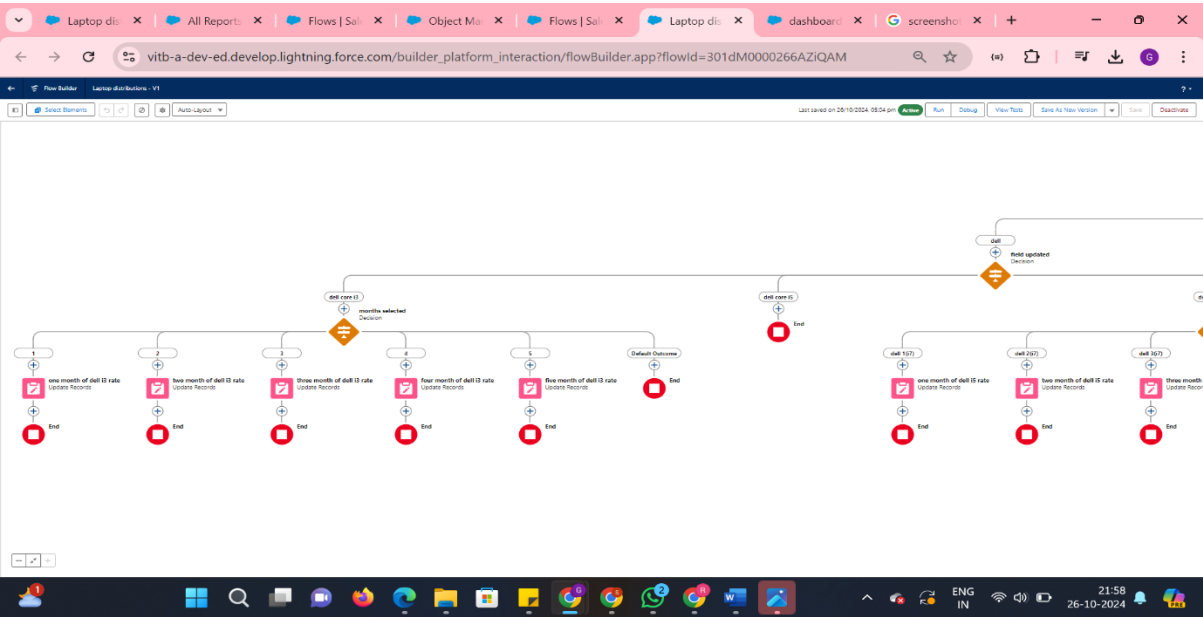 Laptop dis
All Reports
Flows | Sal
Object Ma
Flows | Sal
Laptop dis
dashboard
screenshot
vitb-a-dev-ed.develop.lightning.force.com/builder_platform_interaction/flowBuilder.app?flowId=301dM0000266AZiQAM
G
Flow Builder
Laptop distributions - V1
?
Select Elements
Auto-Layout
Last saved on 26/10/2024, 05:04 pm
Active
Run
Debug
View Tests
Save As New Version
Save
Deactivate
dell
field updated
Decision
dell core i3
dell core i5
months selected
Decision
End
1
2
3
4
5
Default Outcome
dell 1(i7)
dell 2(i7)
dell 3(i7)
one month of dell i3 rate
Update Records
two month of dell i3 rate
Update Records
three month of dell i3 rate
Update Records
four month of dell i3 rate
Update Records
five month of dell i3 rate
Update Records
End
one month of dell i5 rate
Update Records
two month of dell i5 rate
Update Records
three month
Update Recor
End
End
End
End
End
End
End
End
1
G
2
R
ENG
IN
21:58
26-10-2024
PRE